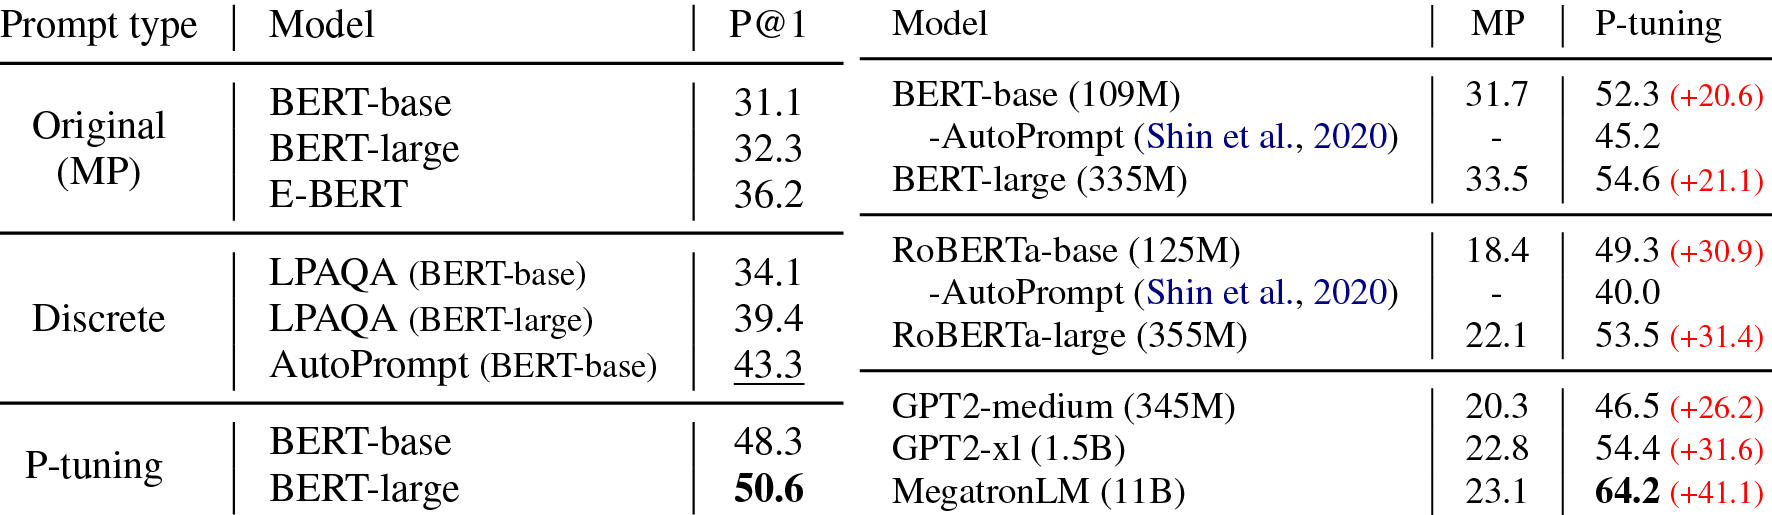 Prompt type | Model | P@1
Original (MP) | BERT-base | 31.1
BERT-large | 32.3
E-BERT | 36.2
Discrete | LPAQA (BERT-base) | 34.1
LPAQA (BERT-large) | 39.4
AutoPrompt (BERT-base) | 43.3
P-tuning | BERT-base | 48.3
BERT-large | 50.6
Model | MP | P-tuning
BERT-base (109M) | 31.7 | 52.3 (+20.6)
-AutoPrompt (Shin et al., 2020) | - | 45.2
BERT-large (335M) | 33.5 | 54.6 (+21.1)
RoBERTa-base (125M) | 18.4 | 49.3 (+30.9)
-AutoPrompt (Shin et al., 2020) | - | 40.0
RoBERTa-large (355M) | 22.1 | 53.5 (+31.4)
GPT2-medium (345M) | 20.3 | 46.5 (+26.2)
GPT2-xl (1.5B) | 22.8 | 54.4 (+31.6)
MegatronLM (11B) | 23.1 | 64.2 (+41.1)